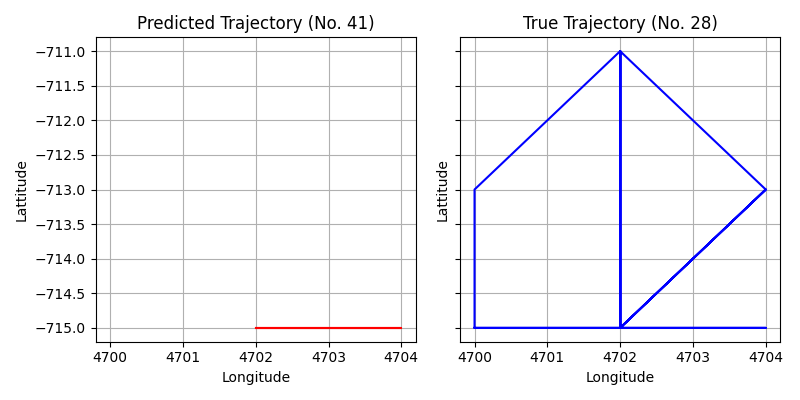 Predicted Trajectory (No. 41)
True Trajectory (No. 28)
Lattitude
−711.0
−711.5
−712.0
−712.5
−713.0
−713.5
−714.0
−714.5
−715.0
4700 4701 4702 4703 4704
Longitude
Lattitude
4700 4701 4702 4703 4704
Longitude